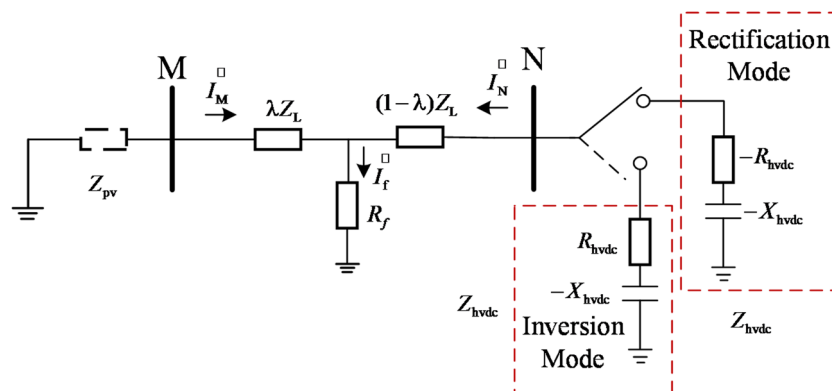 Rectification
Mode
M
N
I_M
λZ_L
(1−λ)Z_L
I_N
Z_pv
I_f
R_f
−R_hvdc
−X_hvdc
R_hvdc
−X_hvdc
Z_hvdc
Inversion
Mode
Z_hvdc